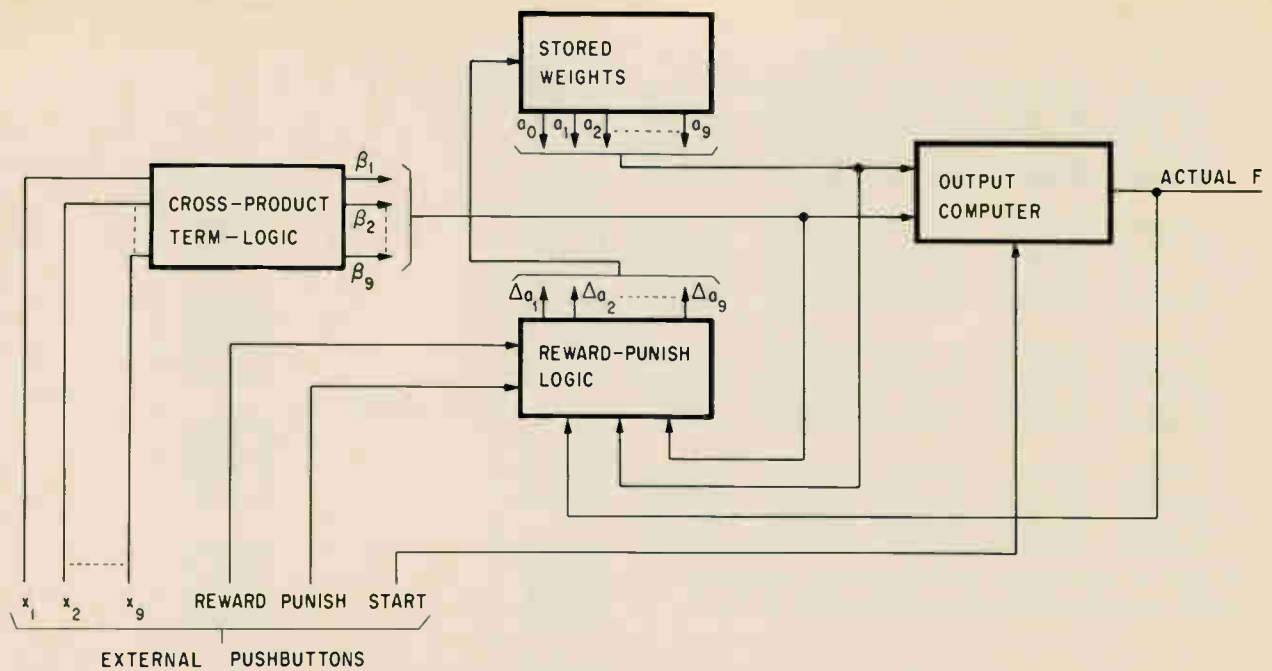 STORED
WEIGHTS
a0 a1 a2 a9
β1
CROSS-PRODUCT
TERM-LOGIC
β2
β9
OUTPUT
COMPUTER
ACTUAL F
Δa1 Δa2 Δa9
REWARD-PUNISH
LOGIC
x1 x2 x9 REWARD PUNISH START
EXTERNAL PUSHBUTTONS